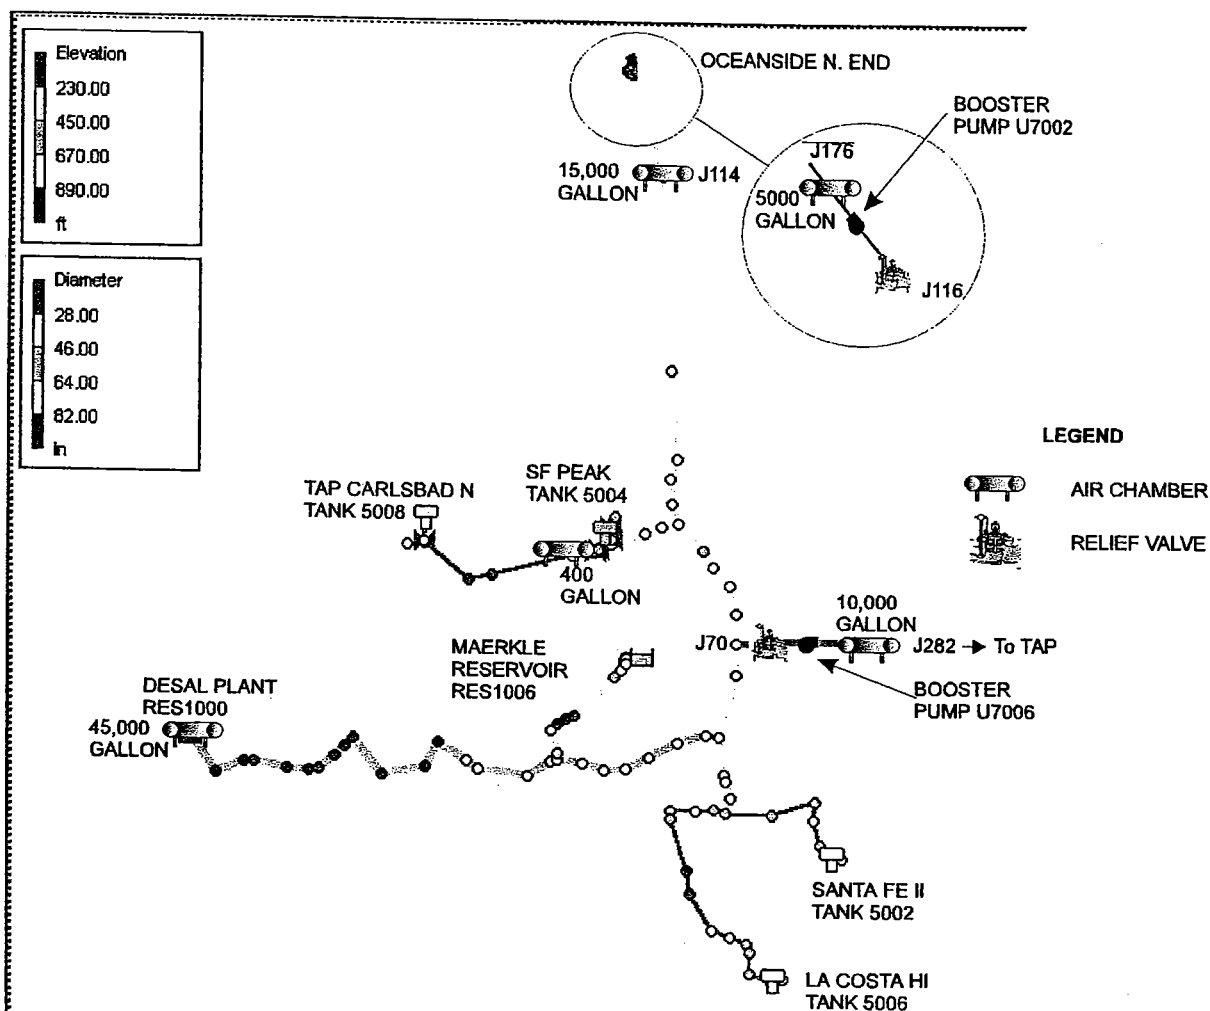 Elevation
230.00
450.00
670.00
890.00
ft
Diameter
28.00
46.00
64.00
82.00
in
OCEANSIDE N. END
BOOSTER
PUMP U7002
15,000
GALLON
J114
J176
5000
GALLON
J116
LEGEND
AIR CHAMBER
RELIEF VALVE
TAP CARLSBAD N
TANK 5008
SF PEAK
TANK 5004
400
GALLON
10,000
GALLON
J70
J282
To TAP
BOOSTER
PUMP U7006
MAERKLE
RESERVOIR
RES1006
DESAL PLANT
RES1000
45,000
GALLON
SANTA FE II
TANK 5002
LA COSTA HI
TANK 5006